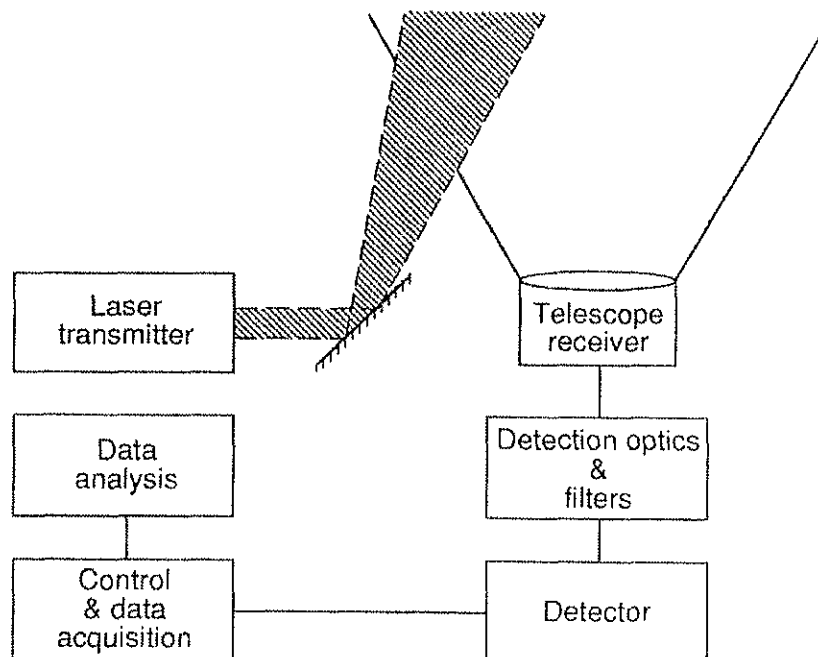 Laser
transmitter
Telescope
receiver
Data
analysis
Detection optics
&
filters
Control
& data
acquisition
Detector